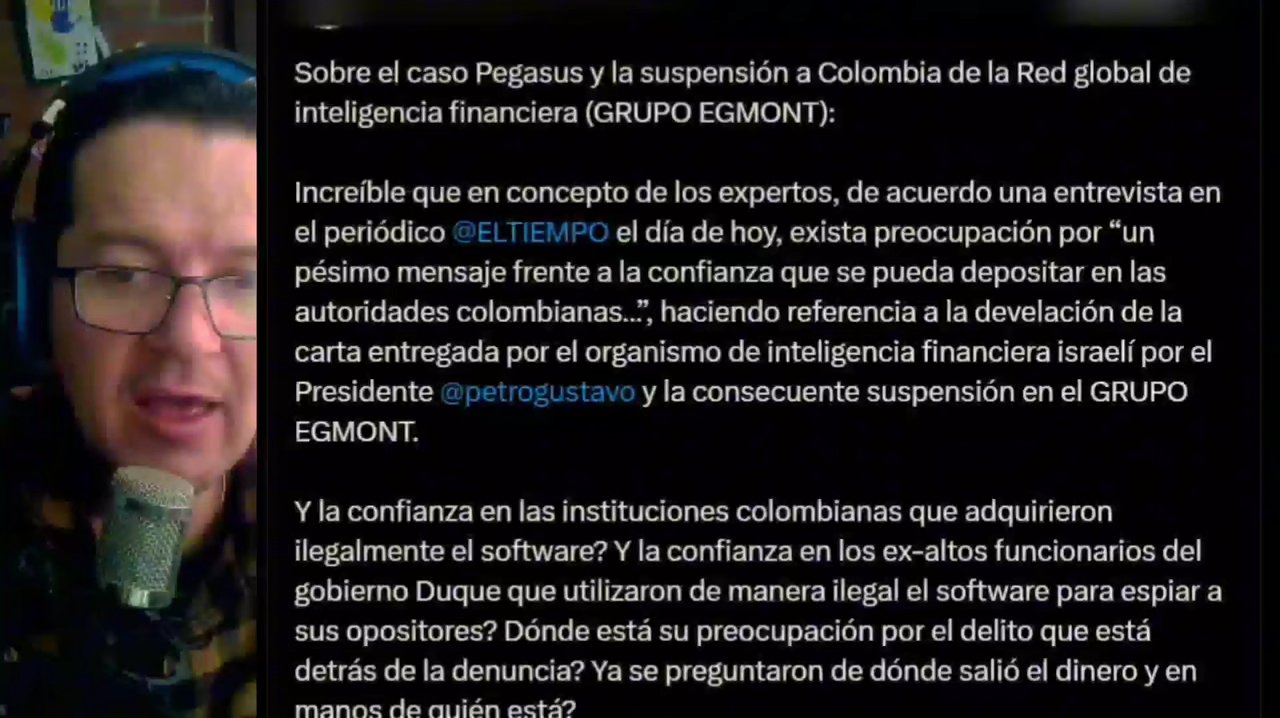 Sobre el caso Pegasus y la suspensión a Colombia de la Red global de
inteligencia financiera (GRUPO EGMONT):
Increíble que en concepto de los expertos, de acuerdo una entrevista en
el periódico @ELTIEMPO el día de hoy, exista preocupación por “un
pésimo mensaje frente a la confianza que se pueda depositar en las
autoridades colombianas...”, haciendo referencia a la develación de la
carta entregada por el organismo de inteligencia financiera israelí por el
Presidente @petrogustavo y la consecuente suspensión en el GRUPO
EGMONT.
Y la confianza en las instituciones colombianas que adquirieron
ilegalmente el software? Y la confianza en los ex-altos funcionarios del
gobierno Duque que utilizaron de manera ilegal el software para espiar a
sus opositores? Dónde está su preocupación por el delito que está
detrás de la denuncia? Ya se preguntaron de dónde salió el dinero y en
manos de quién está?